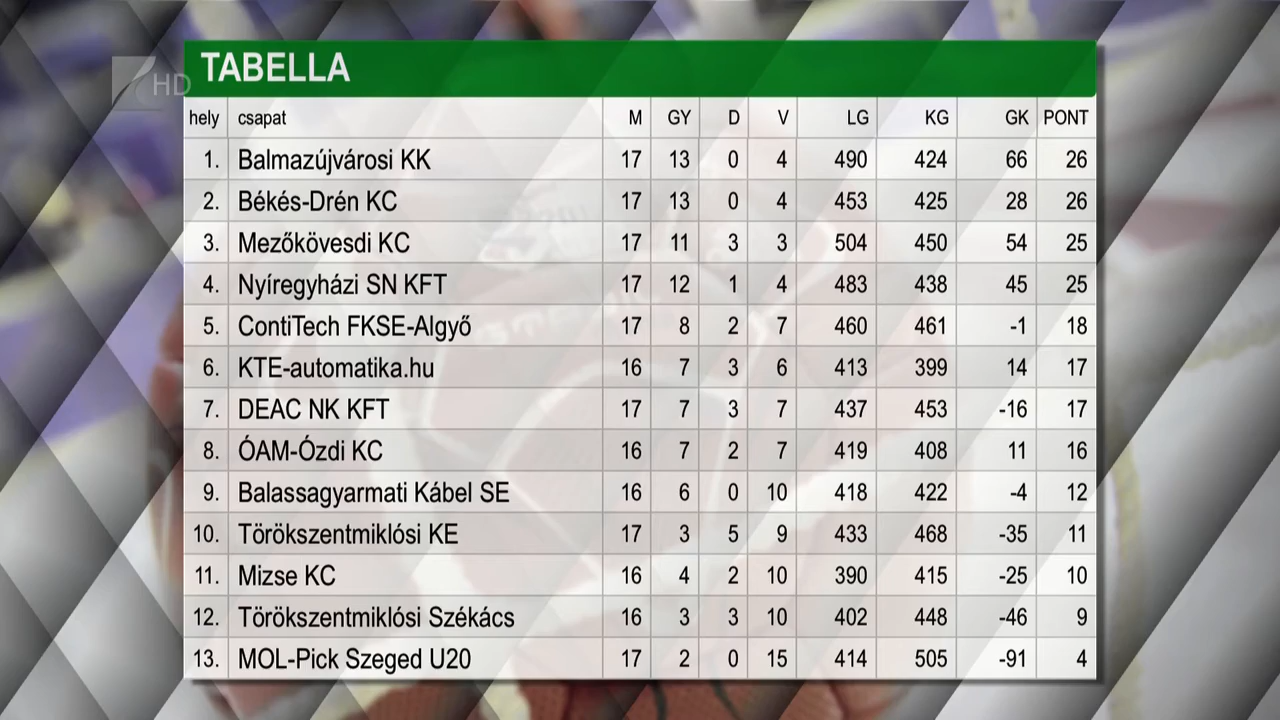 TABELLA
HD
hely csapat M GY D V LG KG GK PONT
1. Balmazújvárosi KK 17 13 0 4 490 424 66 26
2. Békés-Drén KC 17 13 0 4 453 425 28 26
3. Mezőkövesdi KC 17 11 3 3 504 450 54 25
4. Nyíregyházi SN KFT 17 12 1 4 483 438 45 25
5. ContiTech FKSE-Algyő 17 8 2 7 460 461 -1 18
6. KTE-automatika.hu 16 7 3 6 413 399 14 17
7. DEAC NK KFT 17 7 3 7 437 453 -16 17
8. ÓAM-Ózdi KC 16 7 2 7 419 408 11 16
9. Balassagyarmati Kábel SE 16 6 0 10 418 422 -4 12
10. Törökszentmiklósi KE 17 3 5 9 433 468 -35 11
11. Mizse KC 16 4 2 10 390 415 -25 10
12. Törökszentmiklósi Székács 16 3 3 10 402 448 -46 9
13. MOL-Pick Szeged U20 17 2 0 15 414 505 -91 4